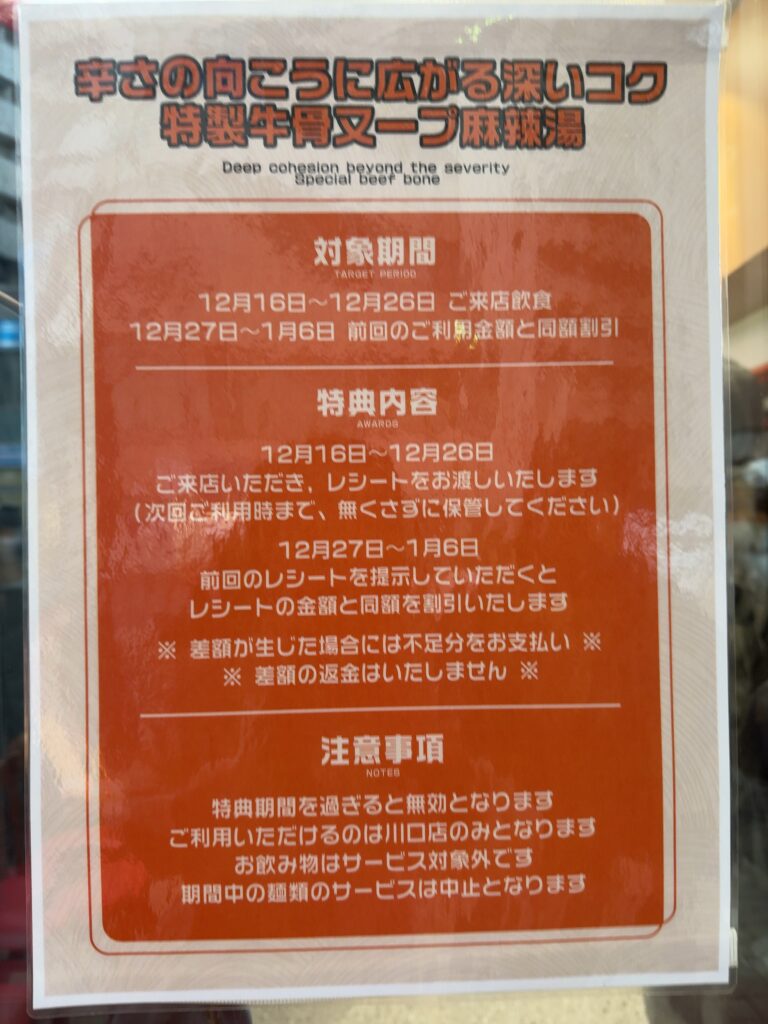 辛さの向こうに広がる深いコク
特製牛骨又ープ麻辣湯
Deep cohesion beyond the severity
Special beef bone
対象期間
TARGET PERIOD
12月16日～12月26日 ご来店飲食
12月27日～1月6日 前回のご利用金額と同額割引
特典内容
AWARDS
12月16日～12月26日
ご来店いただき、レシートをお渡しいたします
（次回ご利用時まで、無くさずに保管してください）
12月27日～1月6日
前回のレシートを提示していただくと
レシートの金額と同額を割引いたします
※ 差額が生じた場合には不足分をお支払い ※
※ 差額の返金はいたしません ※
注意事項
NOTES
特典期間を過ぎると無効となります
ご利用いただけるのは川口店のみとなります
お飲み物はサービス対象外です
期間中の麺類のサービスは中止となります